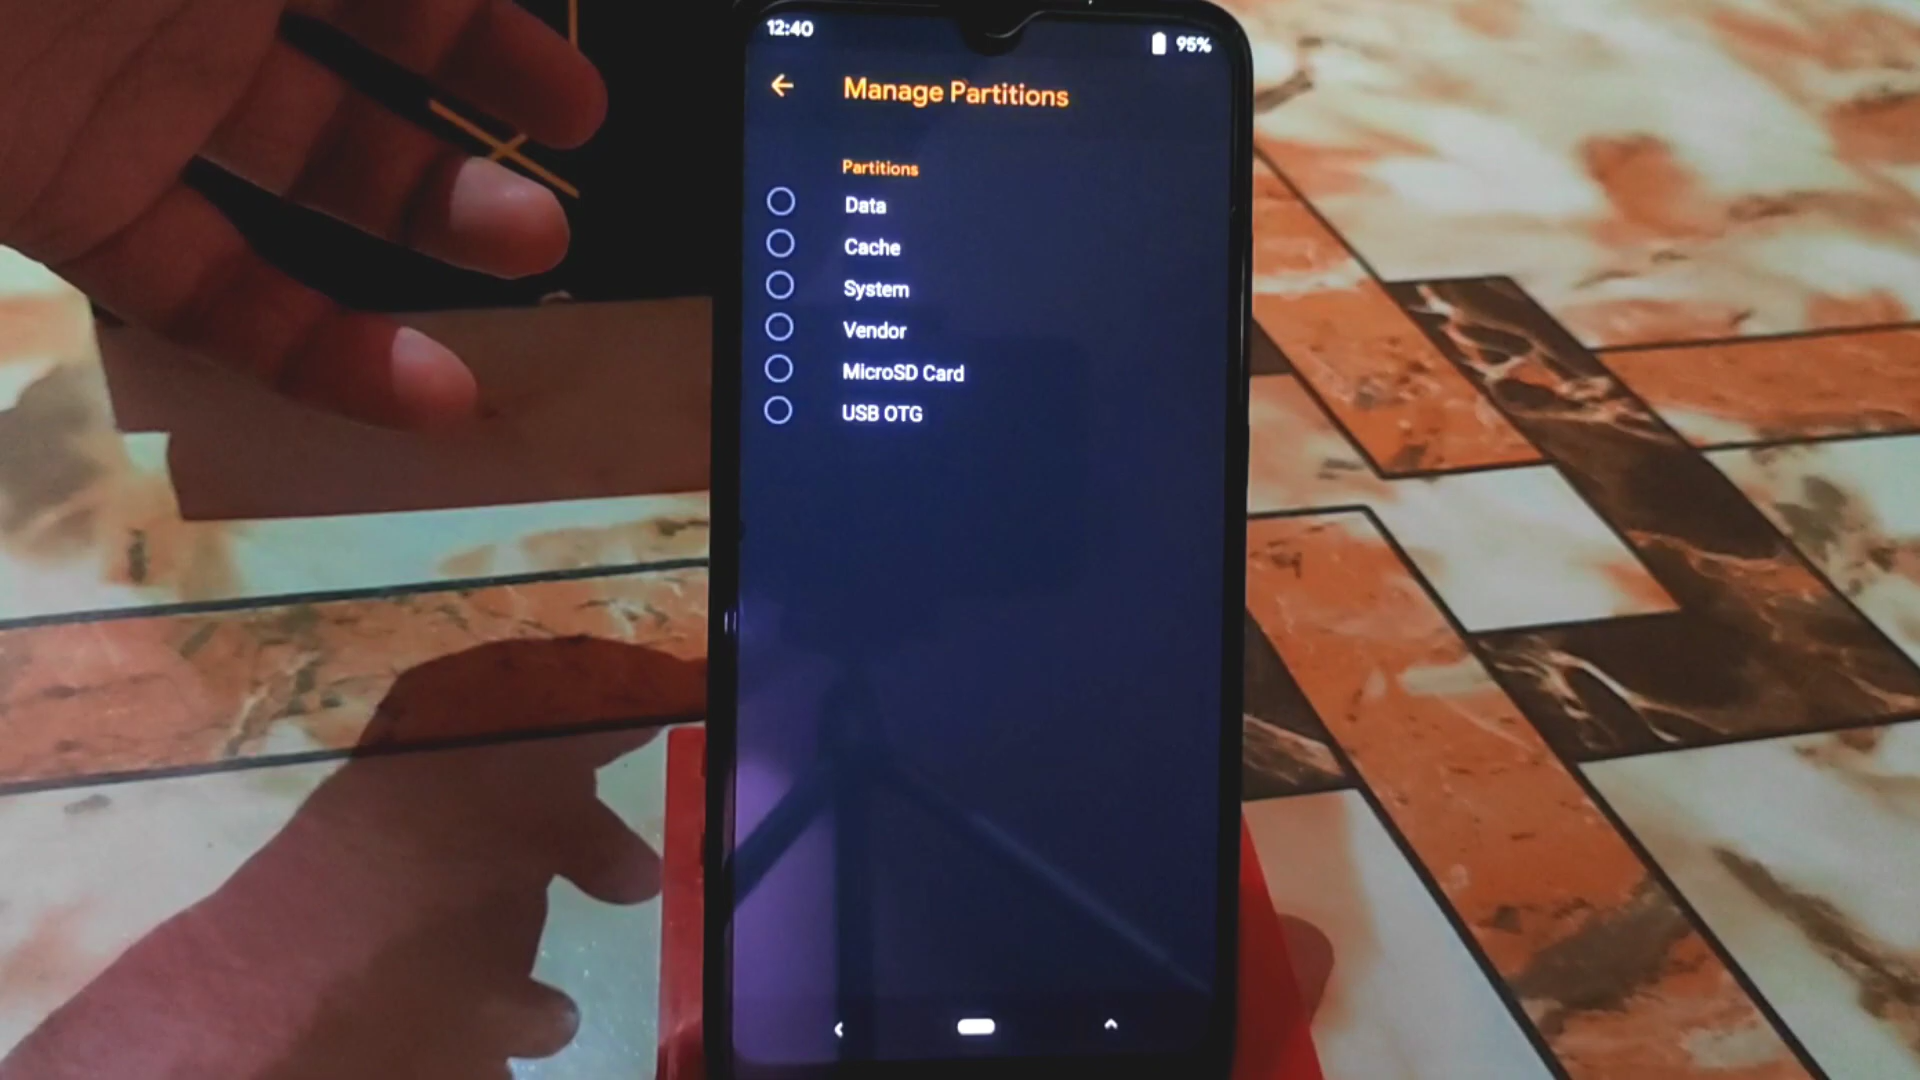 12:40
95%
Manage Partitions
Partitions
Data
Cache
System
Vendor
MicroSD Card
USB OTG